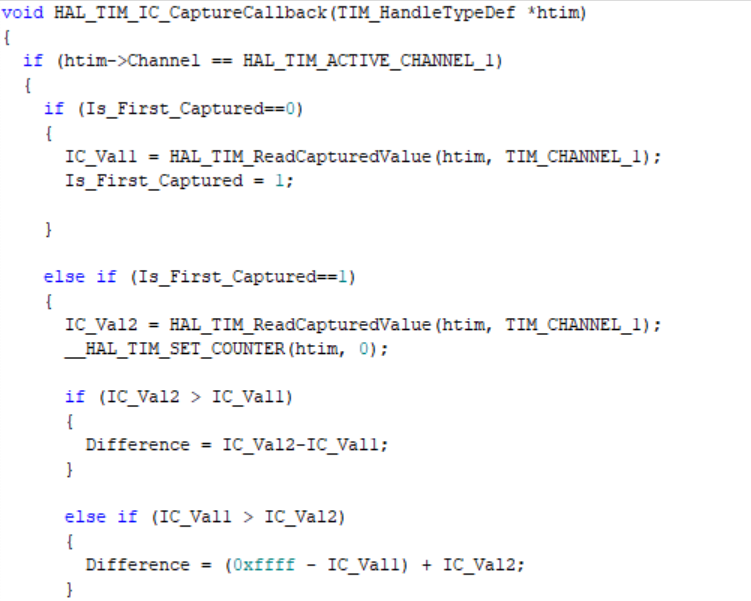 void HAL_TIM_IC_CaptureCallback(TIM_HandleTypeDef *htim)
{
  if (htim->Channel == HAL_TIM_ACTIVE_CHANNEL_1)
  {
    if (Is_First_Captured==0)
    {
      IC_Val1 = HAL_TIM_ReadCapturedValue(htim, TIM_CHANNEL_1);
      Is_First_Captured = 1;
    }
    else if (Is_First_Captured==1)
    {
      IC_Val2 = HAL_TIM_ReadCapturedValue(htim, TIM_CHANNEL_1);
      __HAL_TIM_SET_COUNTER(htim, 0);
      if (IC_Val2 > IC_Val1)
      {
        Difference = IC_Val2-IC_Val1;
      }
      else if (IC_Val1 > IC_Val2)
      {
        Difference = (0xffff - IC_Val1) + IC_Val2;
      }